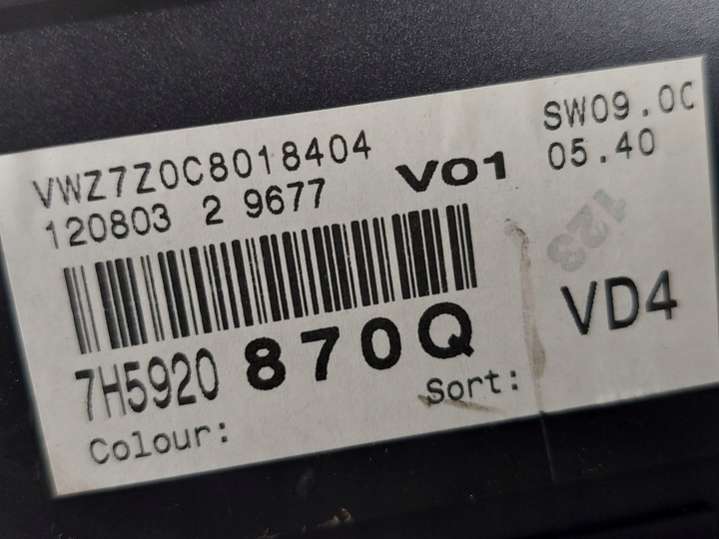 VWZ7Z0C8018404
120803 2 9677
V01
SW09.0C
05.40
123
VD4
7H5920 870Q
Colour:
Sort: